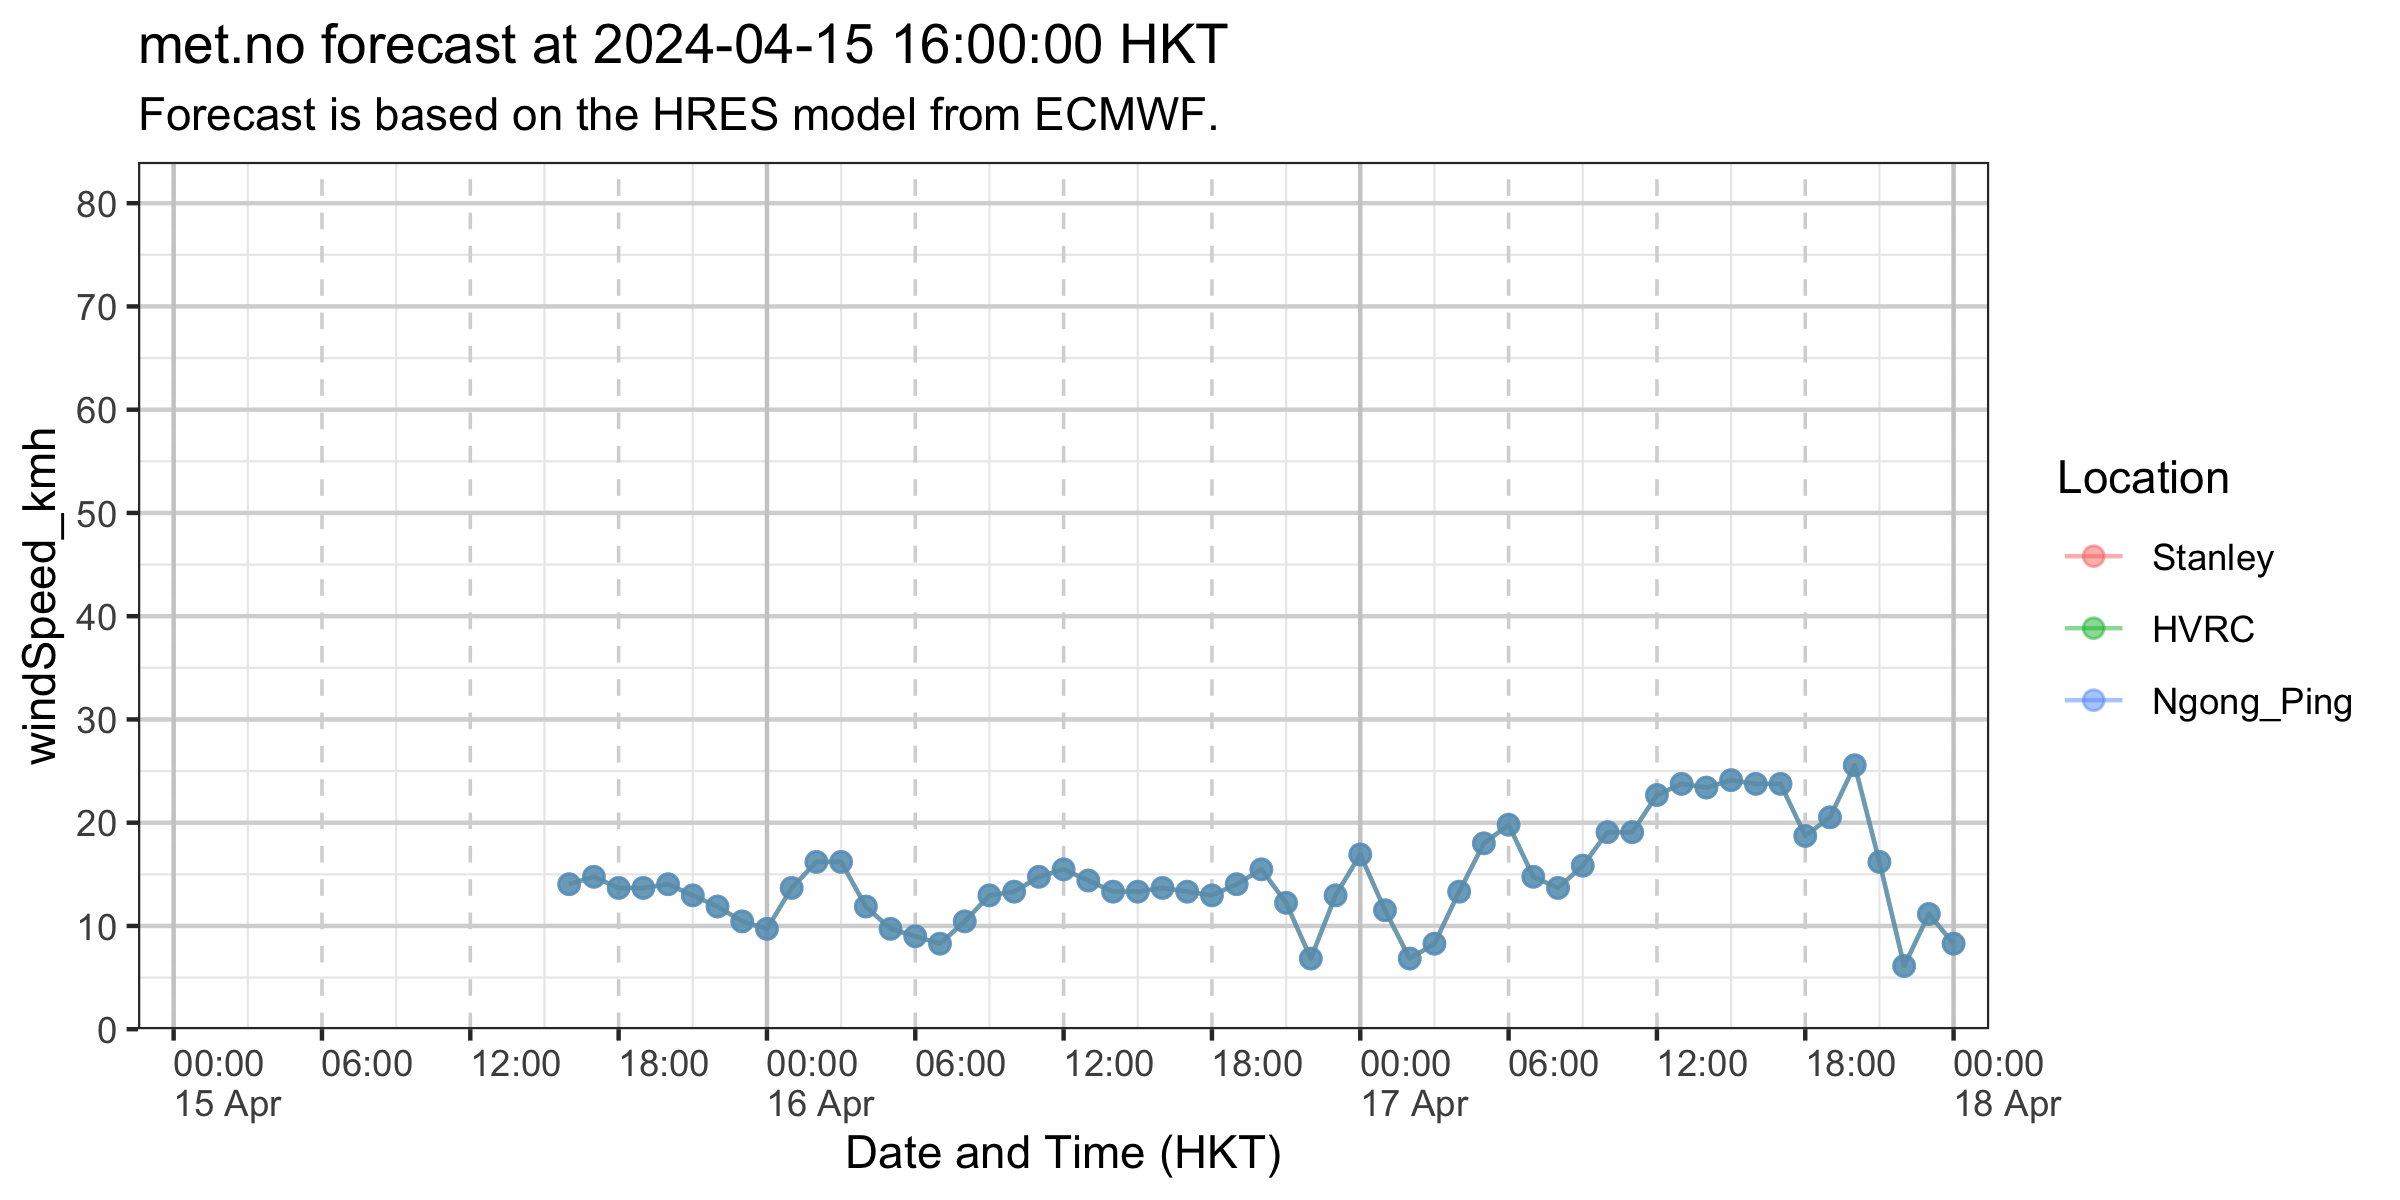 met.no forecast at 2024-04-15 16:00:00 HKT
Forecast is based on the HRES model from ECMWF.
windSpeed_kmh
80
70
60
50
40
30
20
10
0
00:00 06:00 12:00 18:00 00:00 06:00 12:00 18:00 00:00 06:00 12:00 18:00 00:00
15 Apr 16 Apr 17 Apr 18 Apr
Date and Time (HKT)
Location
Stanley
HVRC
Ngong_Ping